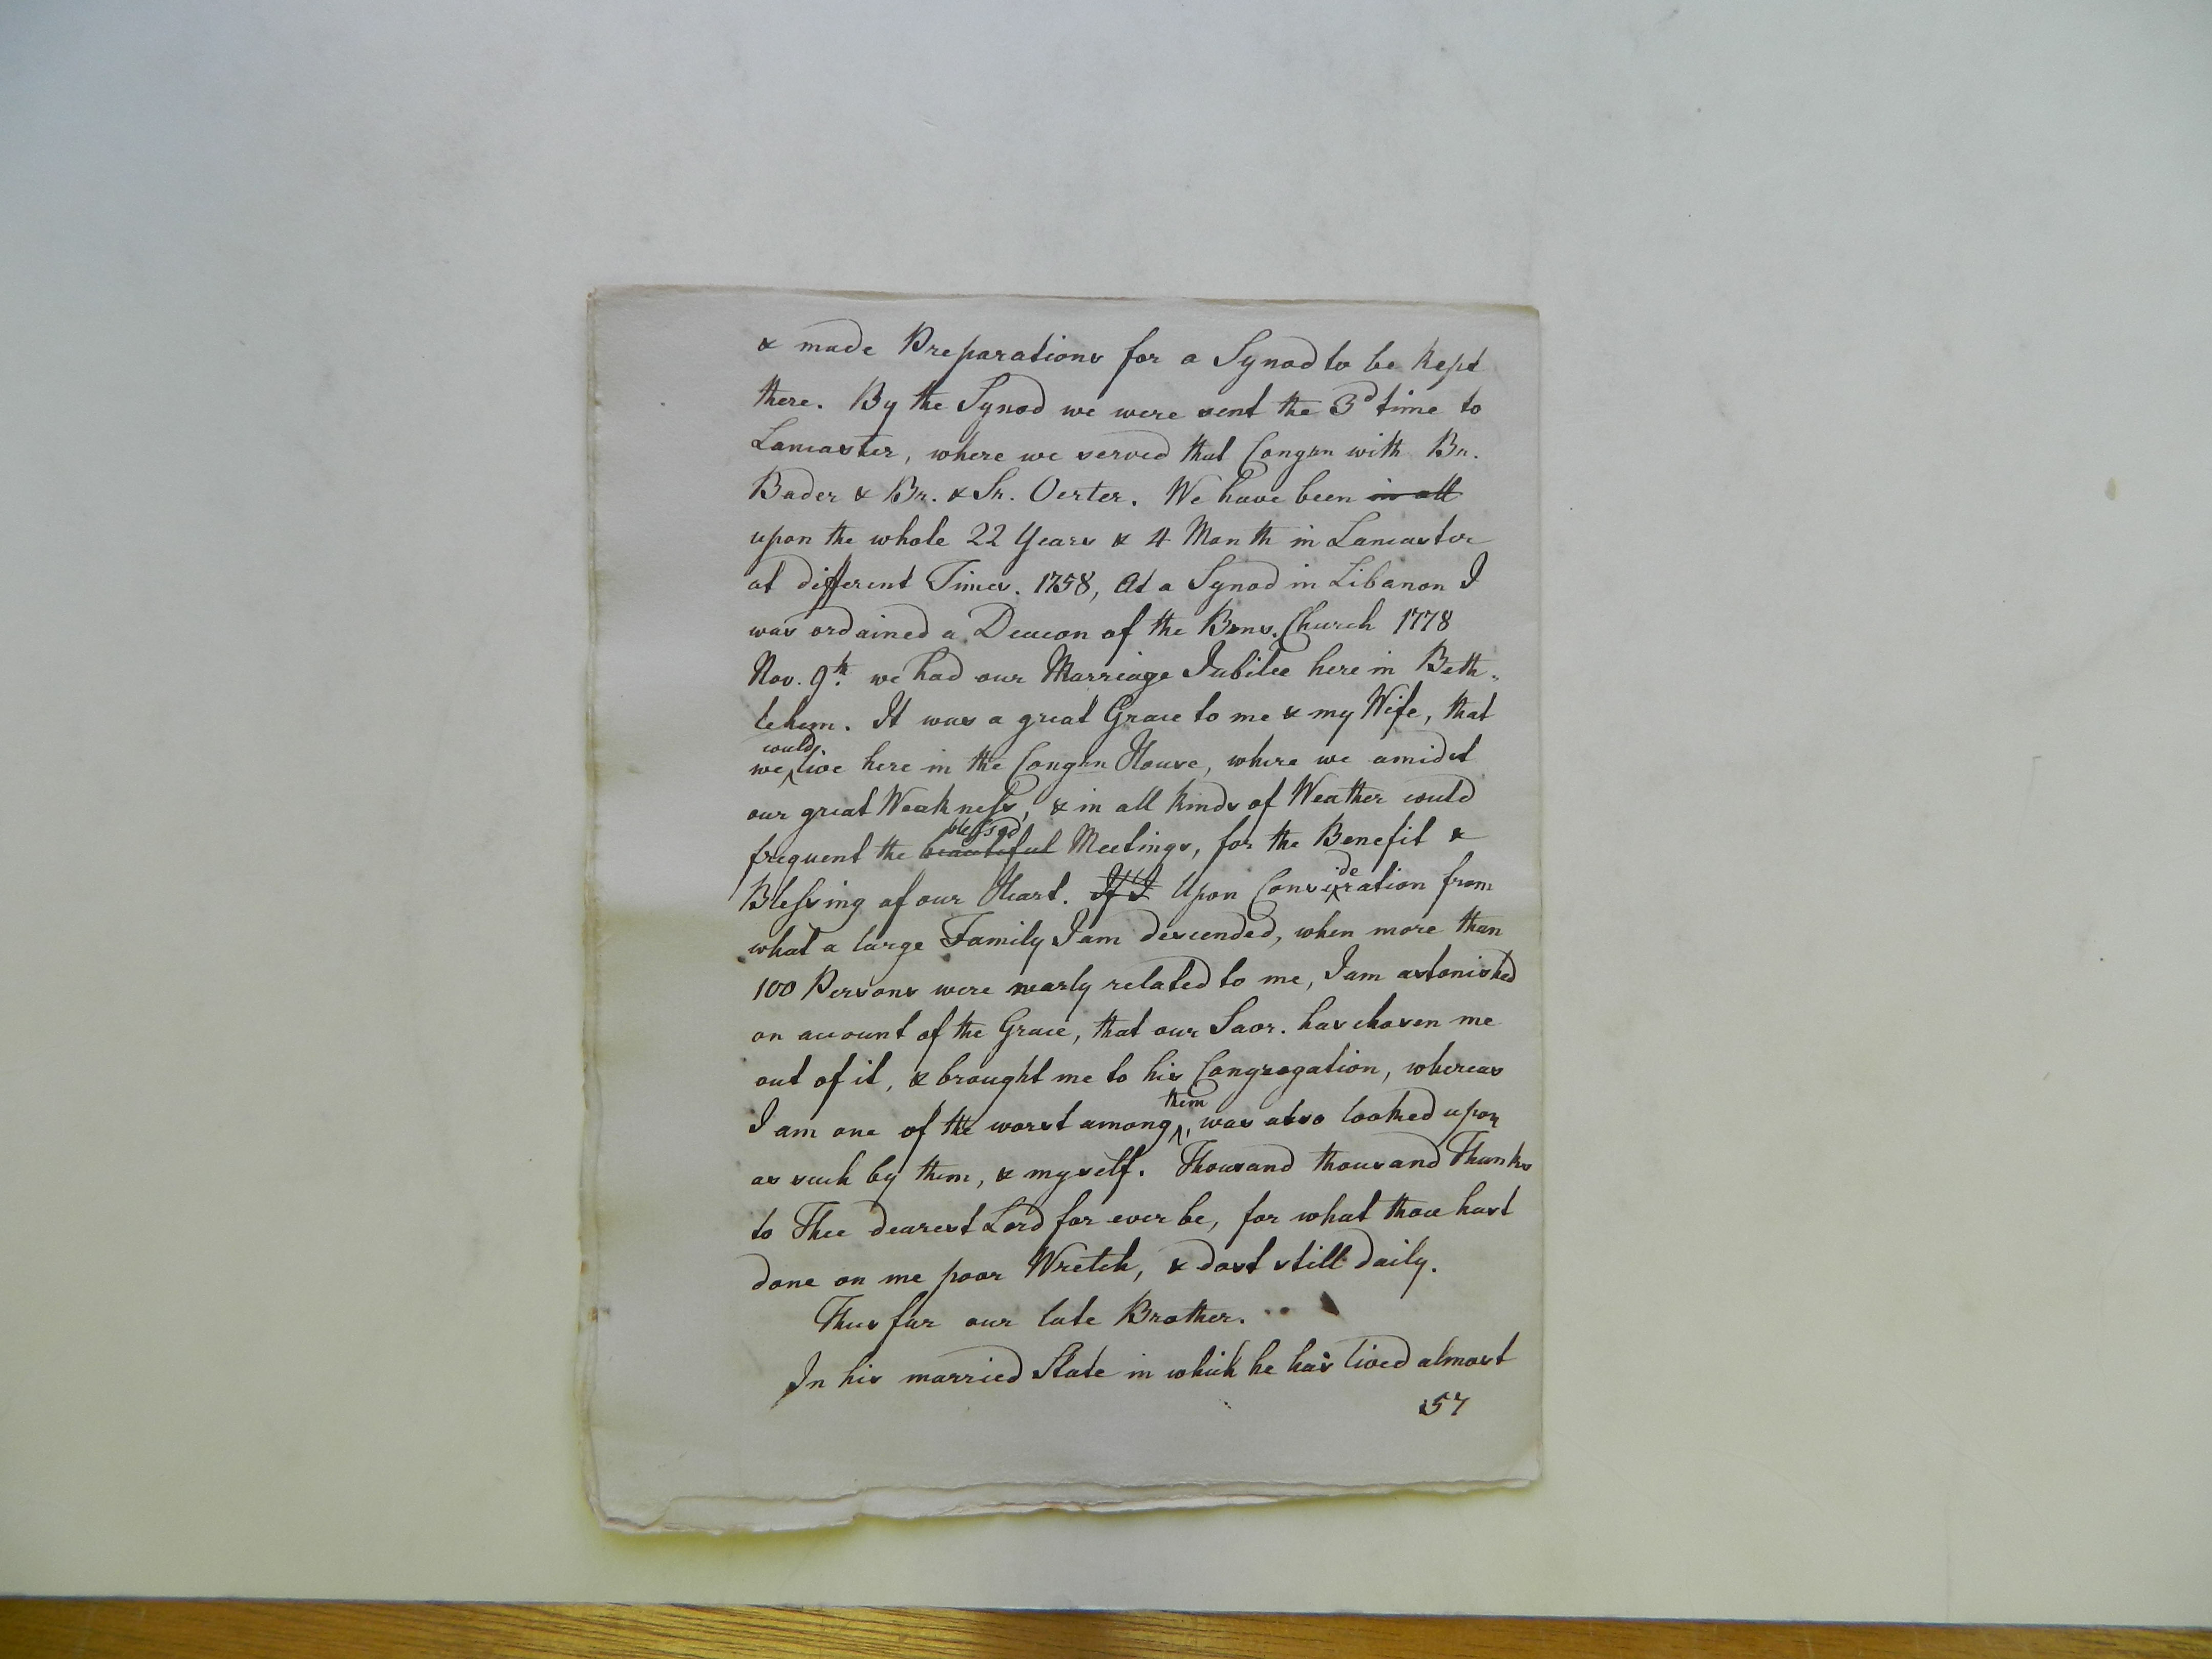 & made Preparations for a Synod to be kept
there. By the Synod we were sent the 3d time to
Lancaster, where we served that Congn with Br.
Bader & Br. & Sr. Oerter. We have been in all
upon the whole 22 Years & 4 Month in Lancaster
at different Times. 1758, At a Synod in Libanon I
was ordained a Deacon of the Brns. Church 1778
Nov. 9th. we had our Marriage Jubilee here in Beth-
lehem. It was a great Grace to me & my Wife, that
we could live here in the Congn House, where we amidst
our great Weakness, & in all kinds of Weather could
frequent the beautiful blessed Meetings, for the Benefit &
Blessing of our Heart. If I Upon Consideration from
what a large Family I am descended, when more than
100 Persons were nearly related to me, I am astonished
on account of the Grace, that our Saor. has chosen me
out of it, & brought me to his Congregation, whereas
I am one of the worst among them, was also looked upon
as such by them, & myself. Thousand thousand Thanks
to Thee dearest Lord for ever be, for what thou hast
done on me poor Wretch, & dost still daily.
Thus far our late Brother.
In his married State in which he has lived almost
57